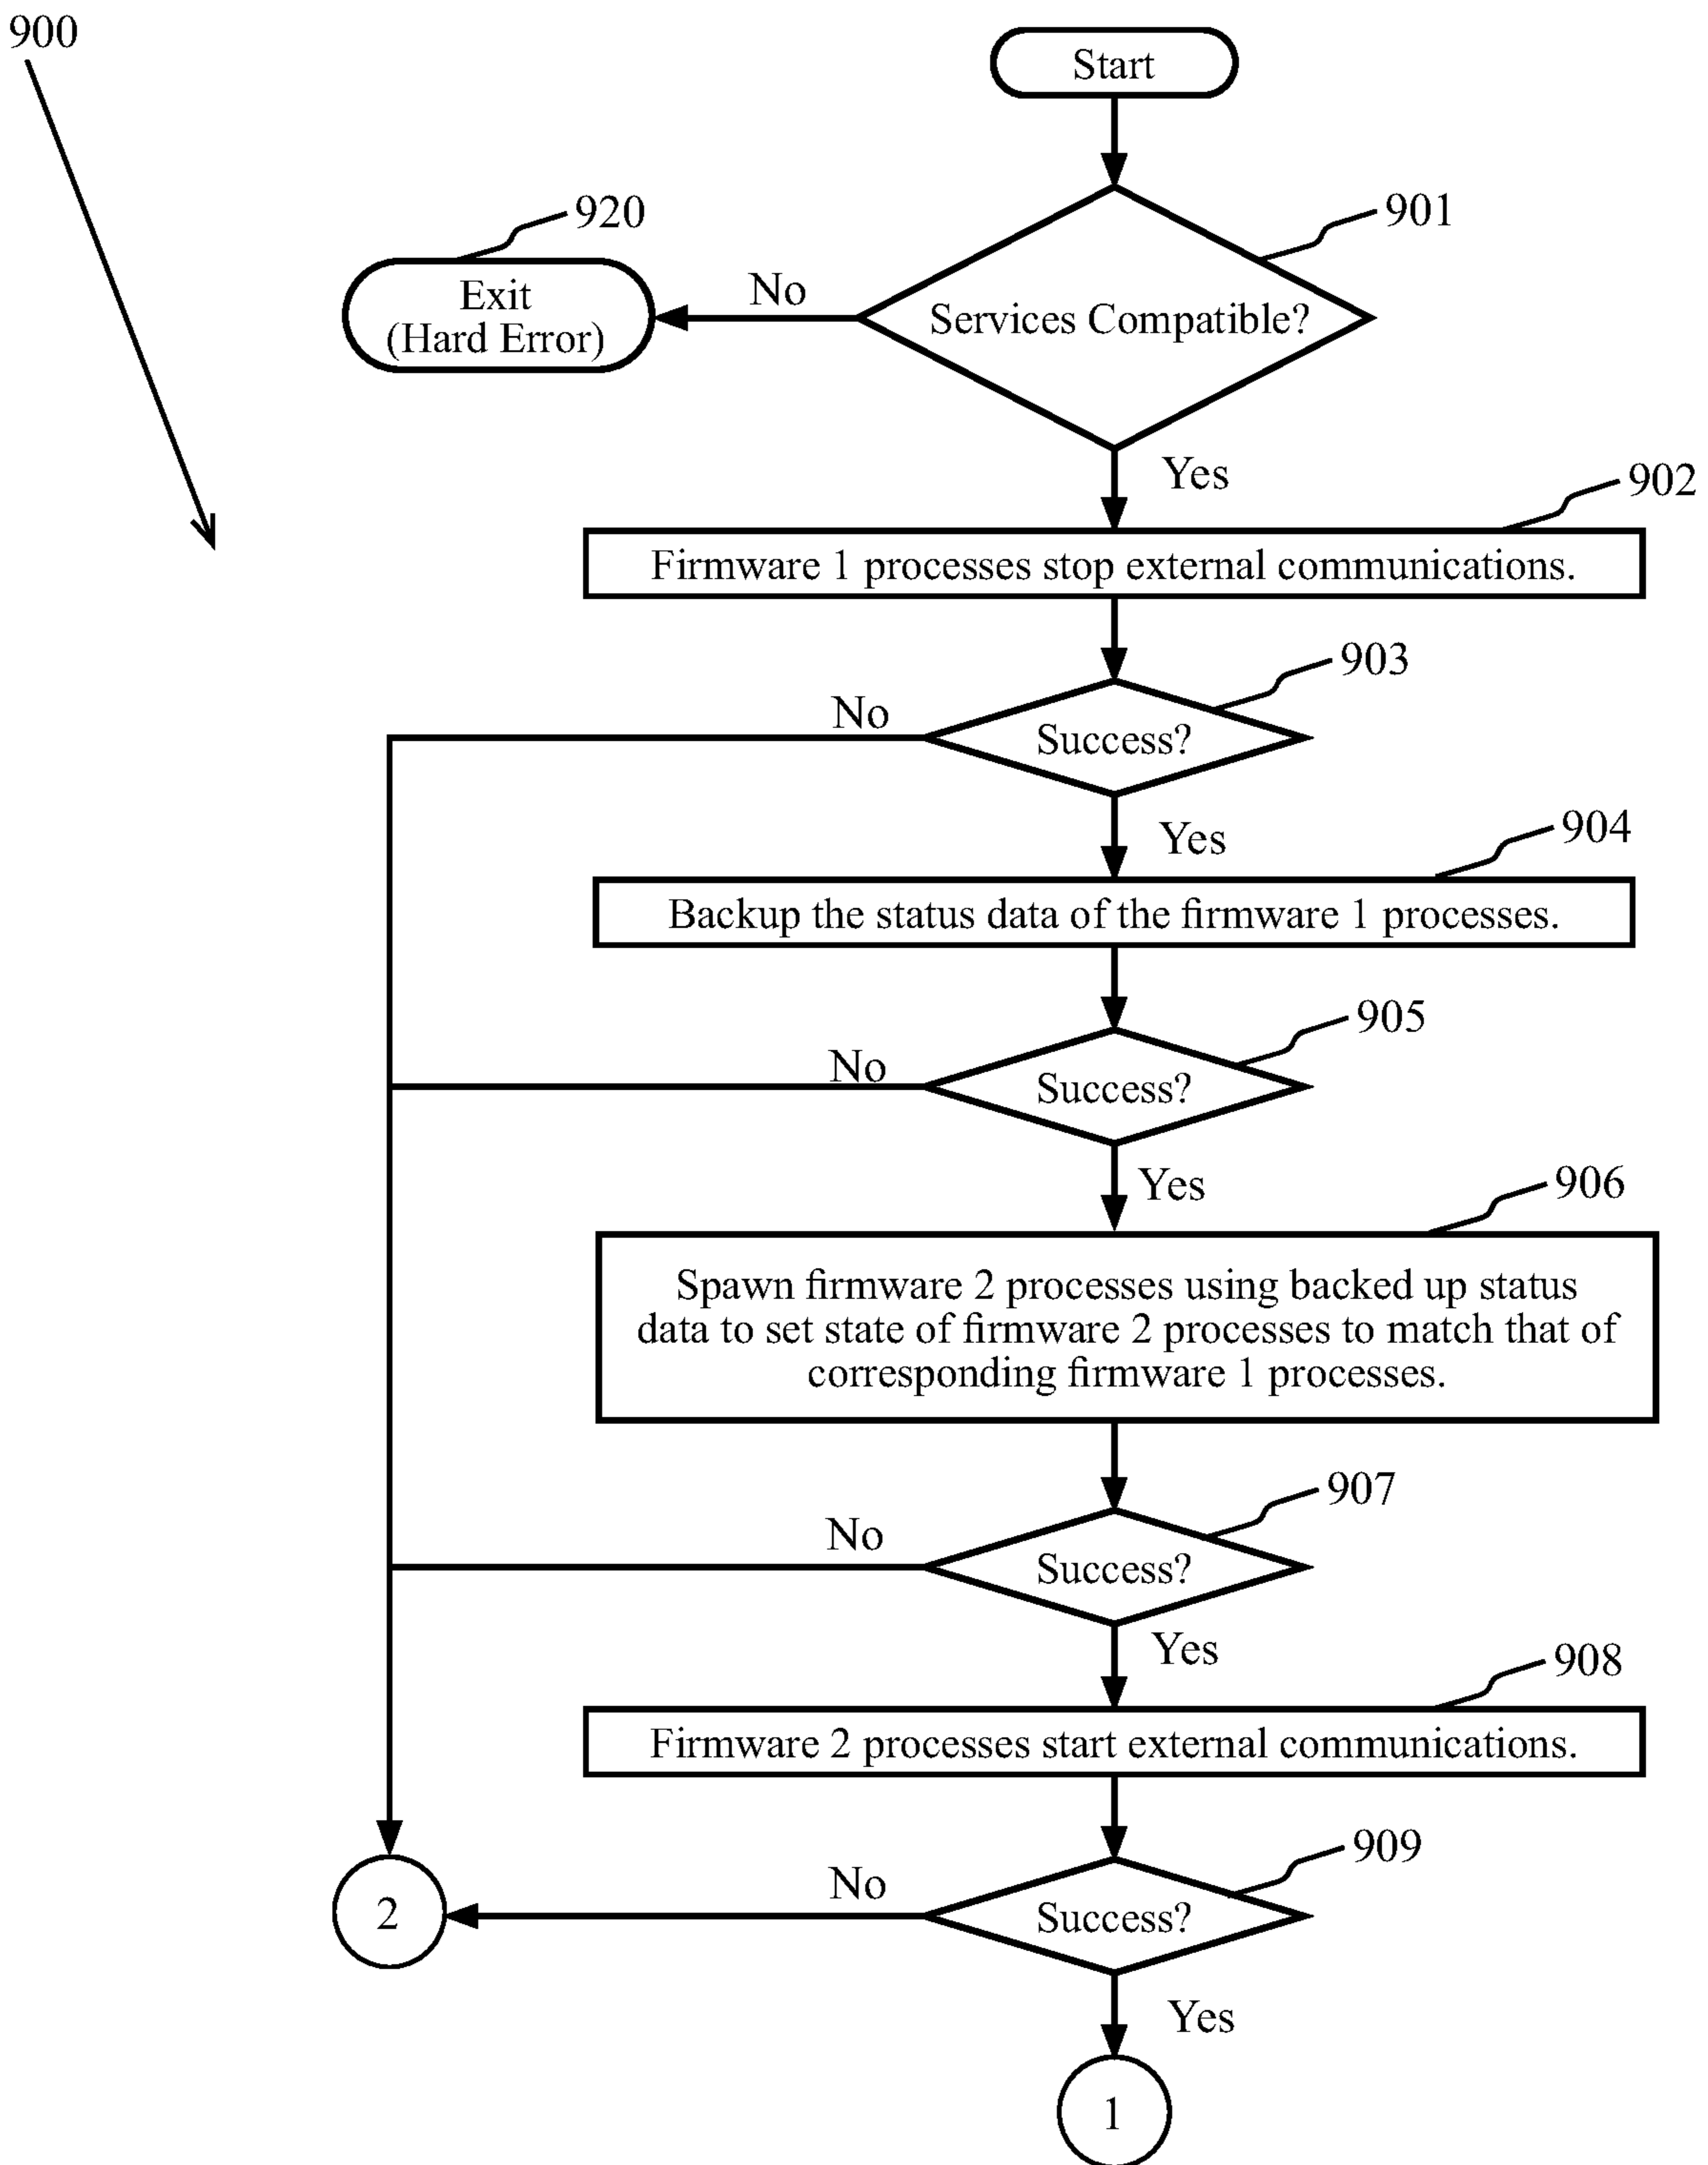 900
Start
920
901
Exit
(Hard Error)
No
Services Compatible?
Yes
902
Firmware 1 processes stop external communications.
903
No
Success?
Yes
904
Backup the status data of the firmware 1 processes.
905
No
Success?
Yes
906
Spawn firmware 2 processes using backed up status
data to set state of firmware 2 processes to match that of
corresponding firmware 1 processes.
907
No
Success?
Yes
908
Firmware 2 processes start external communications.
909
No
Success?
2
Yes
1